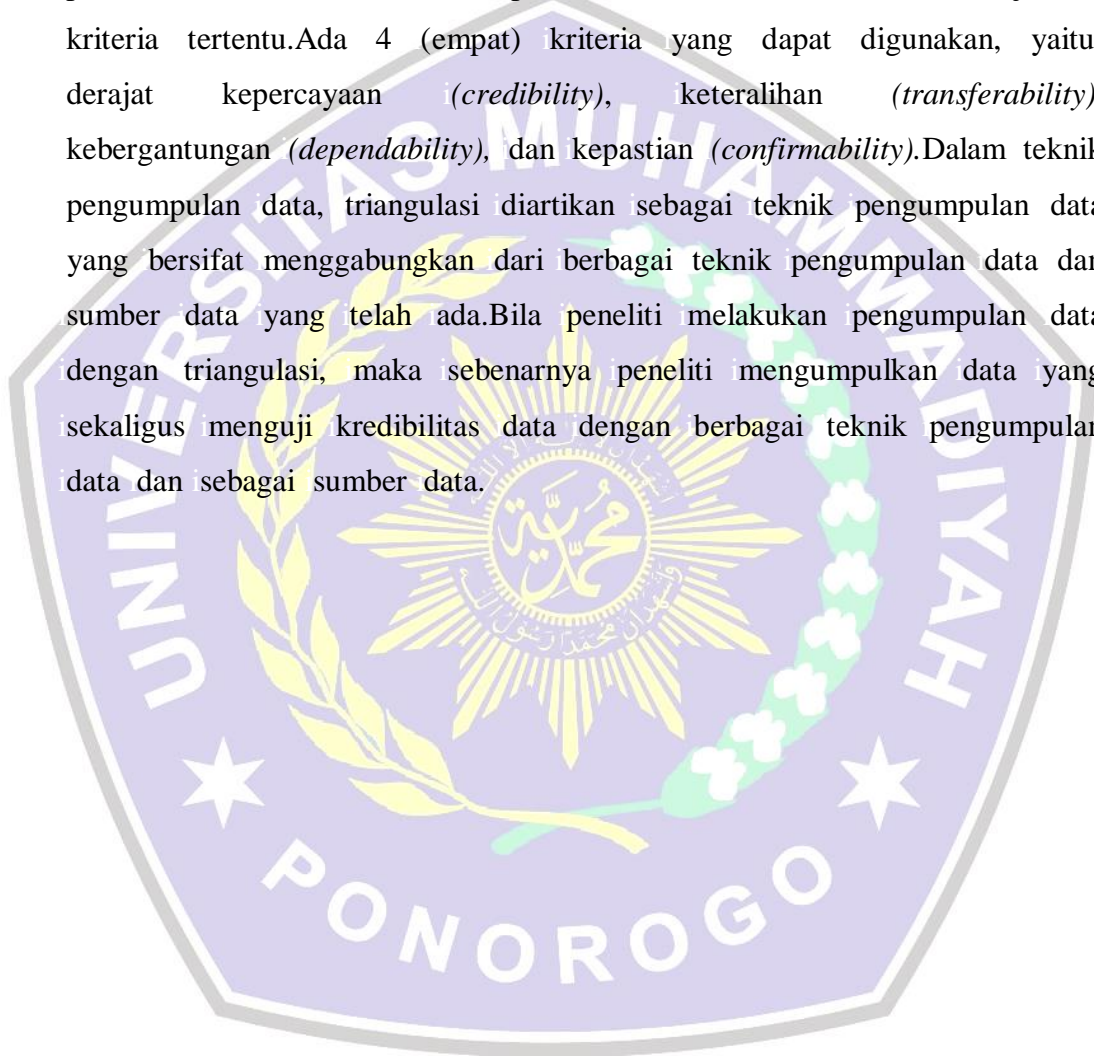 kriteria tertentu.Ada 4 (empat) kriteria yang dapat digunakan, yaitu
derajat kepercayaan (credibility), keteralihan (transferability)
kebergantungan (dependability), dan kepastian (confirmability).Dalam teknik
pengumpulan data, triangulasi diartikan sebagai teknik pengumpulan data
yang bersifat menggabungkan dari berbagai teknik pengumpulan data dan
sumber data yang telah ada.Bila peneliti melakukan pengumpulan data
dengan triangulasi, maka sebenarnya peneliti mengumpulkan data yang
sekaligus menguji kredibilitas data dengan berbagai teknik pengumpulan
data dan sebagai sumber data.
UNIVERSITAS MUHAMMADIYAH
PONOROGO
محمدية